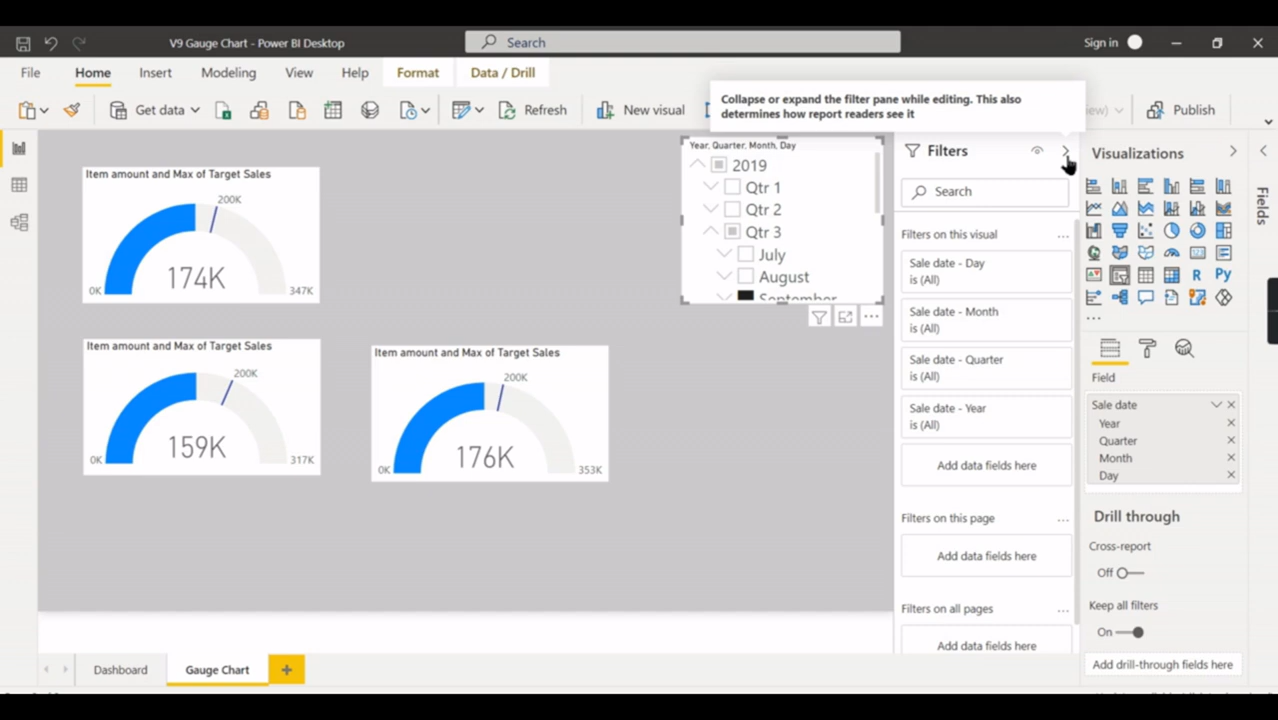 V9 Gauge Chart - Power BI Desktop
Search
Sign in
File
Home
Insert
Modeling
View
Help
Format
Data / Drill
Get data
Refresh
New visual
Publish
Collapse or expand the filter pane while editing. This also
determines how report readers see it
Item amount and Max of Target Sales
200K
174K
0K
347K
Item amount and Max of Target Sales
200K
159K
0K
317K
Item amount and Max of Target Sales
200K
176K
0K
353K
Year, Quarter, Month, Day
2019
Qtr 1
Qtr 2
Qtr 3
July
August
September
Filters
Search
Filters on this visual
Sale date - Day
is (All)
Sale date - Month
is (All)
Sale date - Quarter
is (All)
Sale date - Year
is (All)
Add data fields here
Filters on this page
Add data fields here
Filters on all pages
Add data fields here
Visualizations
R
Py
Field
Sale date
Year
Quarter
Month
Day
Drill through
Cross-report
Off
Keep all filters
On
Add drill-through fields here
Fields
Dashboard
Gauge Chart